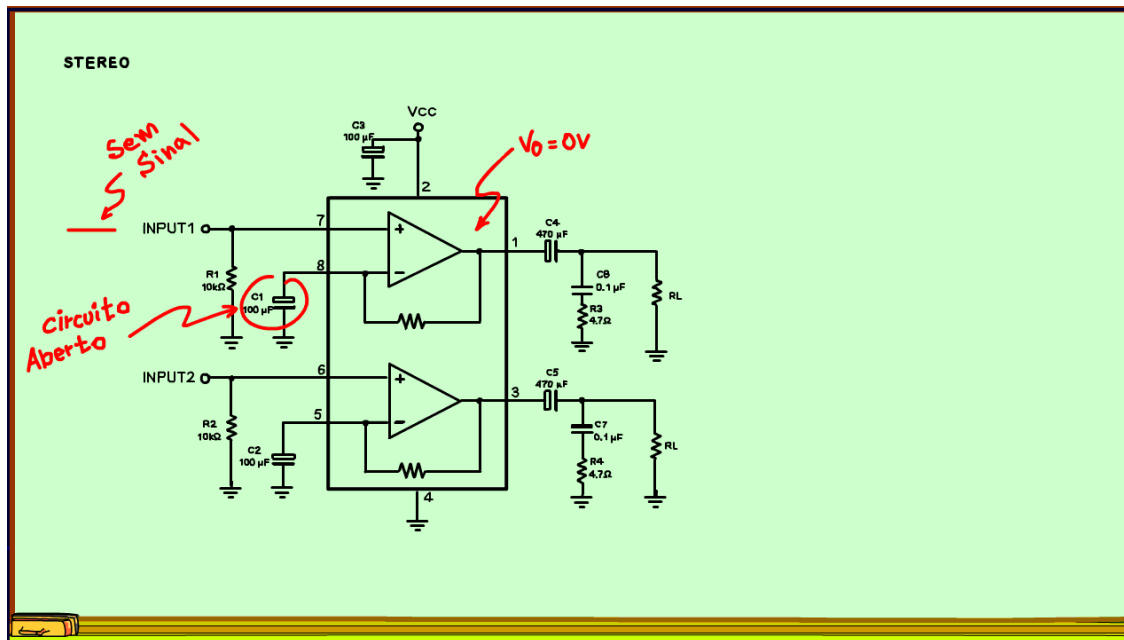 STEREO
Vcc
C3
100 µF
Sem
Sinal
V0 = 0V
2
INPUT1
7
+
1
C4
470 µF
8
−
R1
10kΩ
C1
100 µF
C6
0.1 µF
RL
R3
4.7Ω
circuito
Aberto
INPUT2
6
+
3
C5
470 µF
5
−
R2
10kΩ
C2
100 µF
C7
0.1 µF
RL
R4
4.7Ω
4